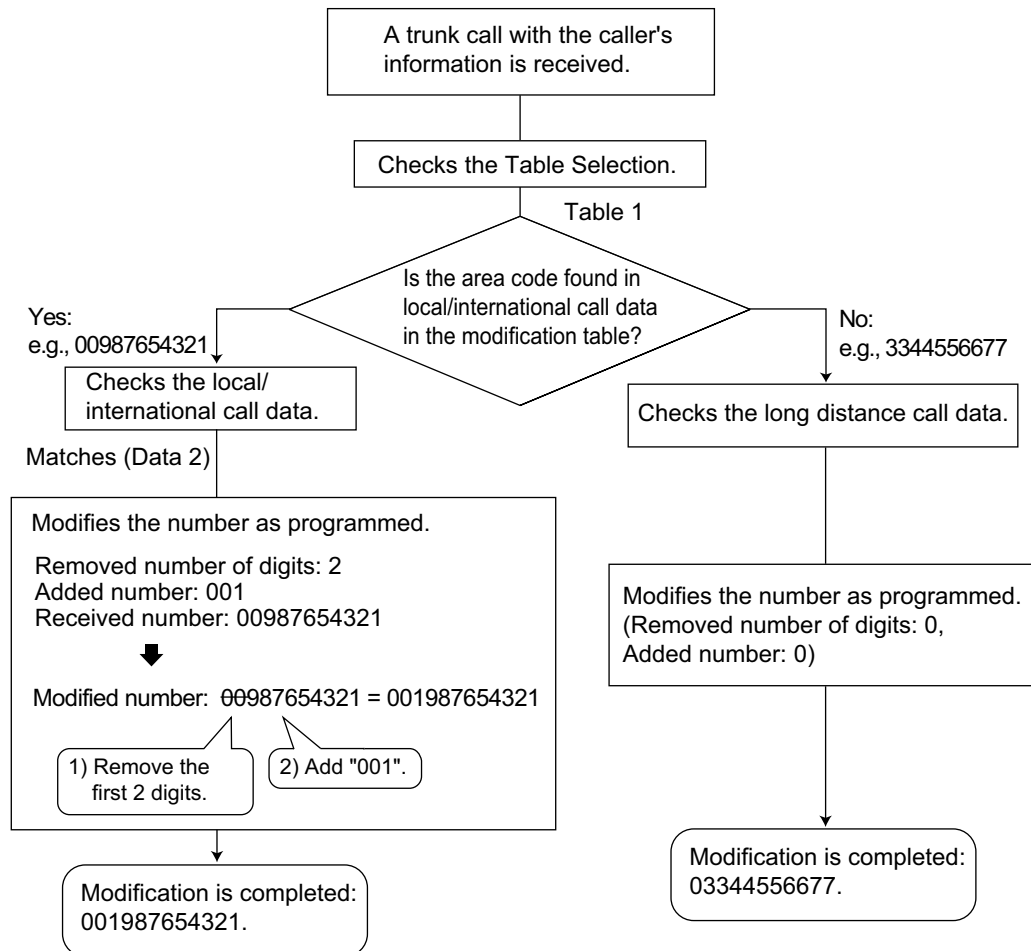 A trunk call with the caller's
information is received.
Checks the Table Selection.
Table 1
Is the area code found in
local/international call data
in the modification table?
Yes:
e.g., 00987654321
No:
e.g., 3344556677
Checks the local/
international call data.
Checks the long distance call data.
Matches (Data 2)
Modifies the number as programmed.
Removed number of digits: 2
Added number: 001
Received number: 00987654321
Modified number: 00987654321 = 001987654321
1) Remove the
first 2 digits.
2) Add "001".
Modifies the number as programmed.
(Removed number of digits: 0,
Added number: 0)
Modification is completed:
001987654321.
Modification is completed:
03344556677.